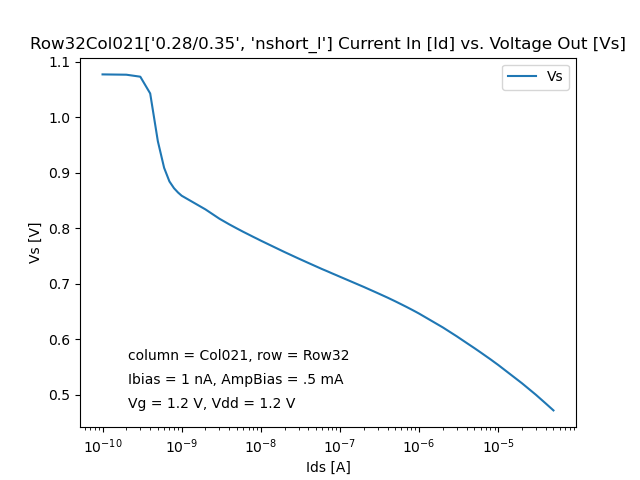 Row32Col021['0.28/0.35', 'nshort_l'] Current In [Id] vs. Voltage Out [Vs]
Vs
1.1
1.0
0.9
0.8
0.7
0.6
0.5
Vs [V]
column = Col021, row = Row32
Ibias = 1 nA, AmpBias = .5 mA
Vg = 1.2 V, Vdd = 1.2 V
10⁻¹⁰ 10⁻⁹ 10⁻⁸ 10⁻⁷ 10⁻⁶ 10⁻⁵
Ids [A]